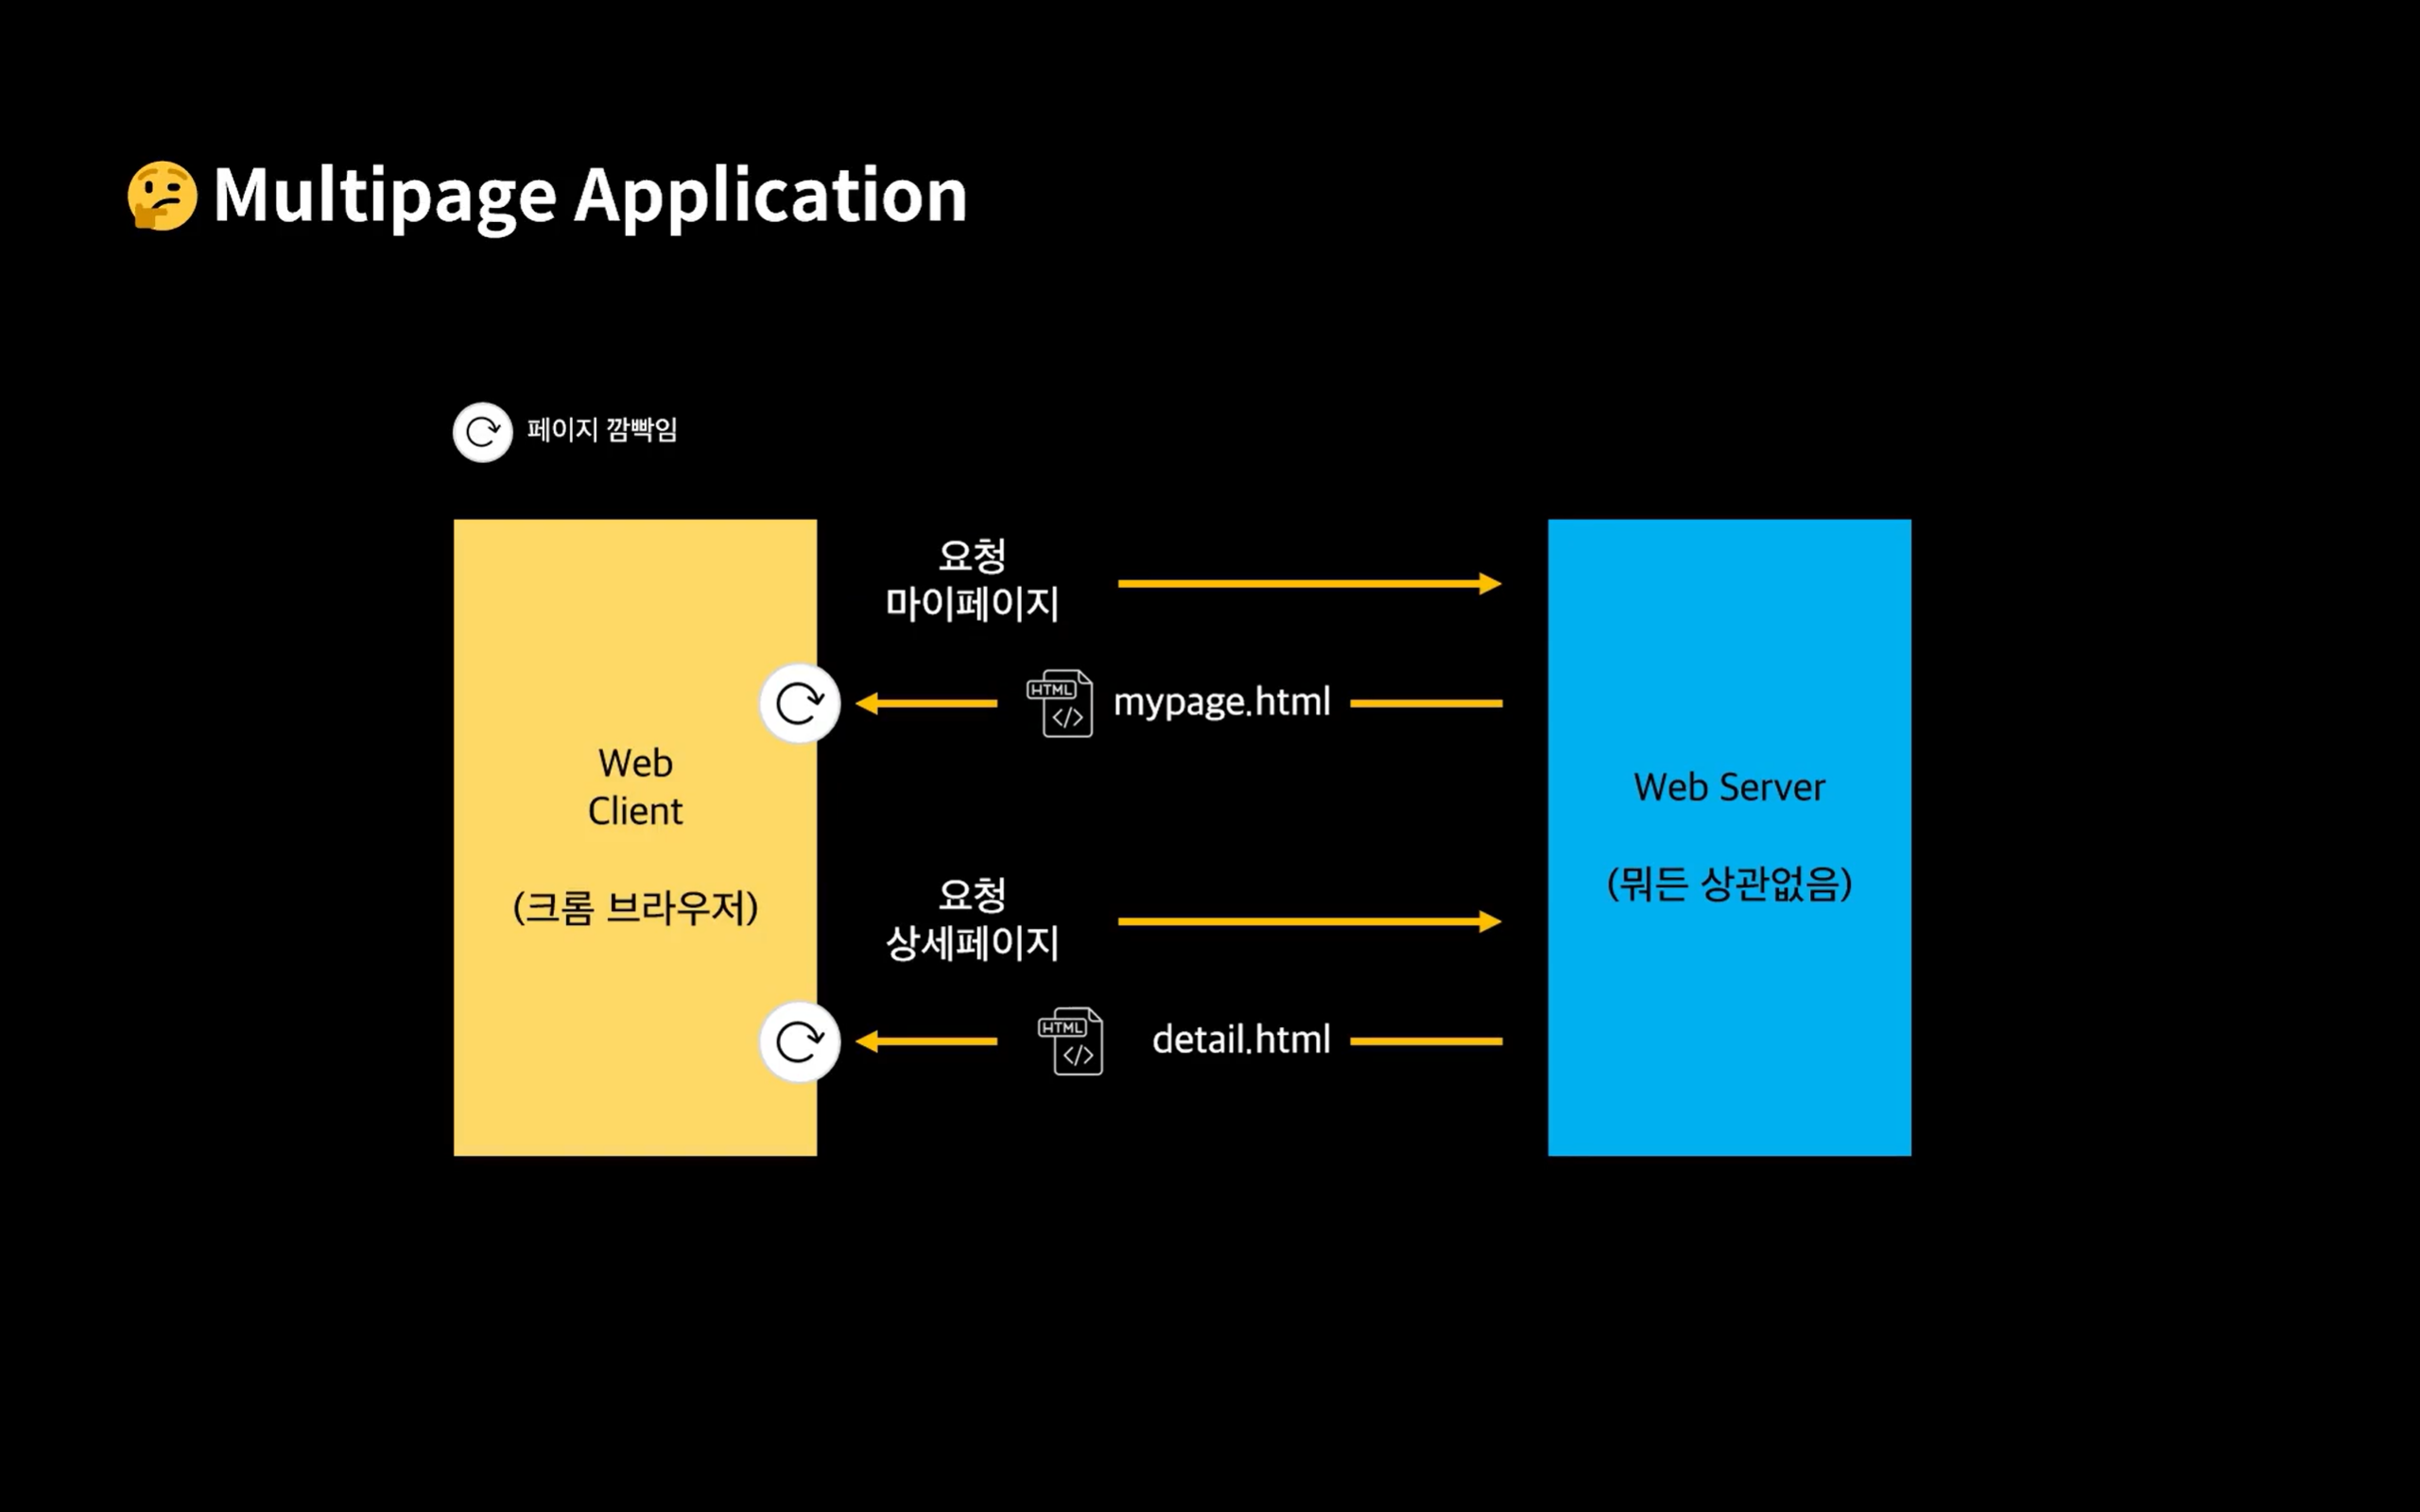 🤔 Multipage Application
페이지 깜빡임
요청
마이페이지
HTML
</>
mypage.html
Web
Client
(크롬 브라우저)
Web Server
(뭐든 상관없음)
요청
상세페이지
HTML
</>
detail.html